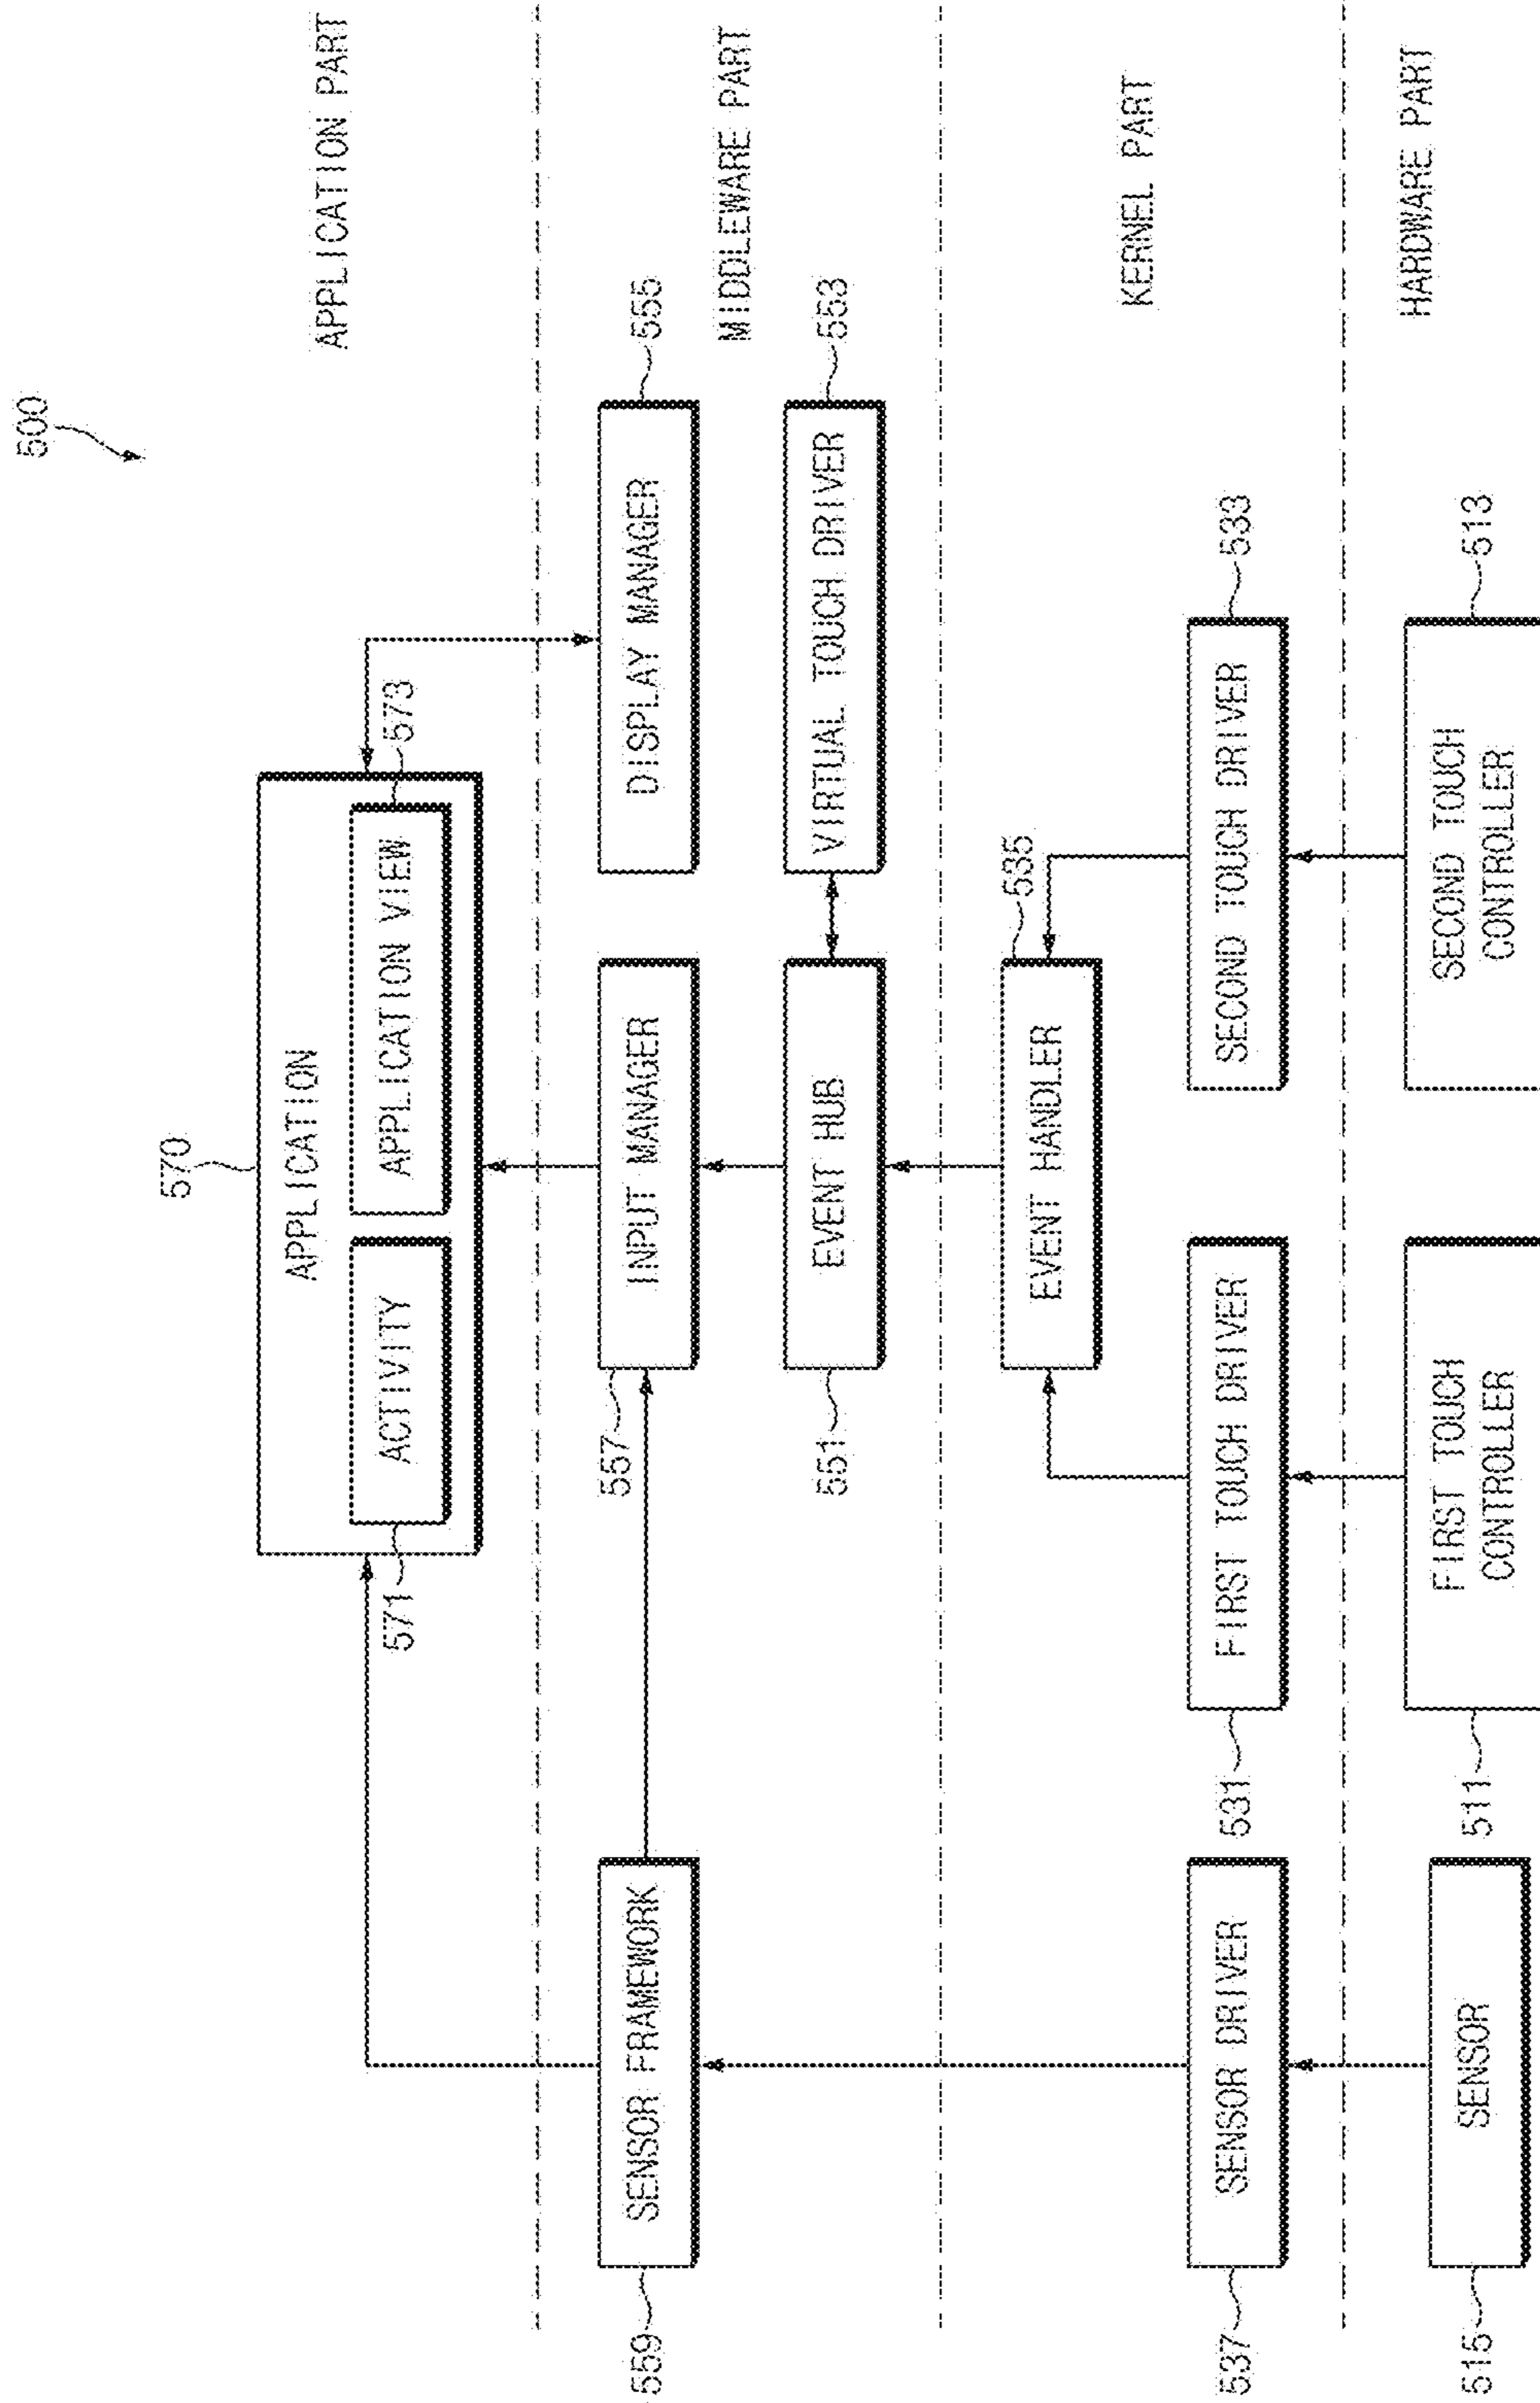 500
570
APPLICATION
APPLICATION PART
571
ACTIVITY
APPLICATION VIEW
573
559
SENSOR FRAMEWORK
557
INPUT MANAGER
DISPLAY MANAGER
555
MIDDLEWARE PART
551
EVENT HUB
VIRTUAL TOUCH DRIVER
553
EVENT HANDLER
535
KERNEL PART
537
SENSOR DRIVER
531
FIRST TOUCH DRIVER
SECOND TOUCH DRIVER
533
HARDWARE PART
515
SENSOR
511
FIRST TOUCH
CONTROLLER
SECOND TOUCH
CONTROLLER
513